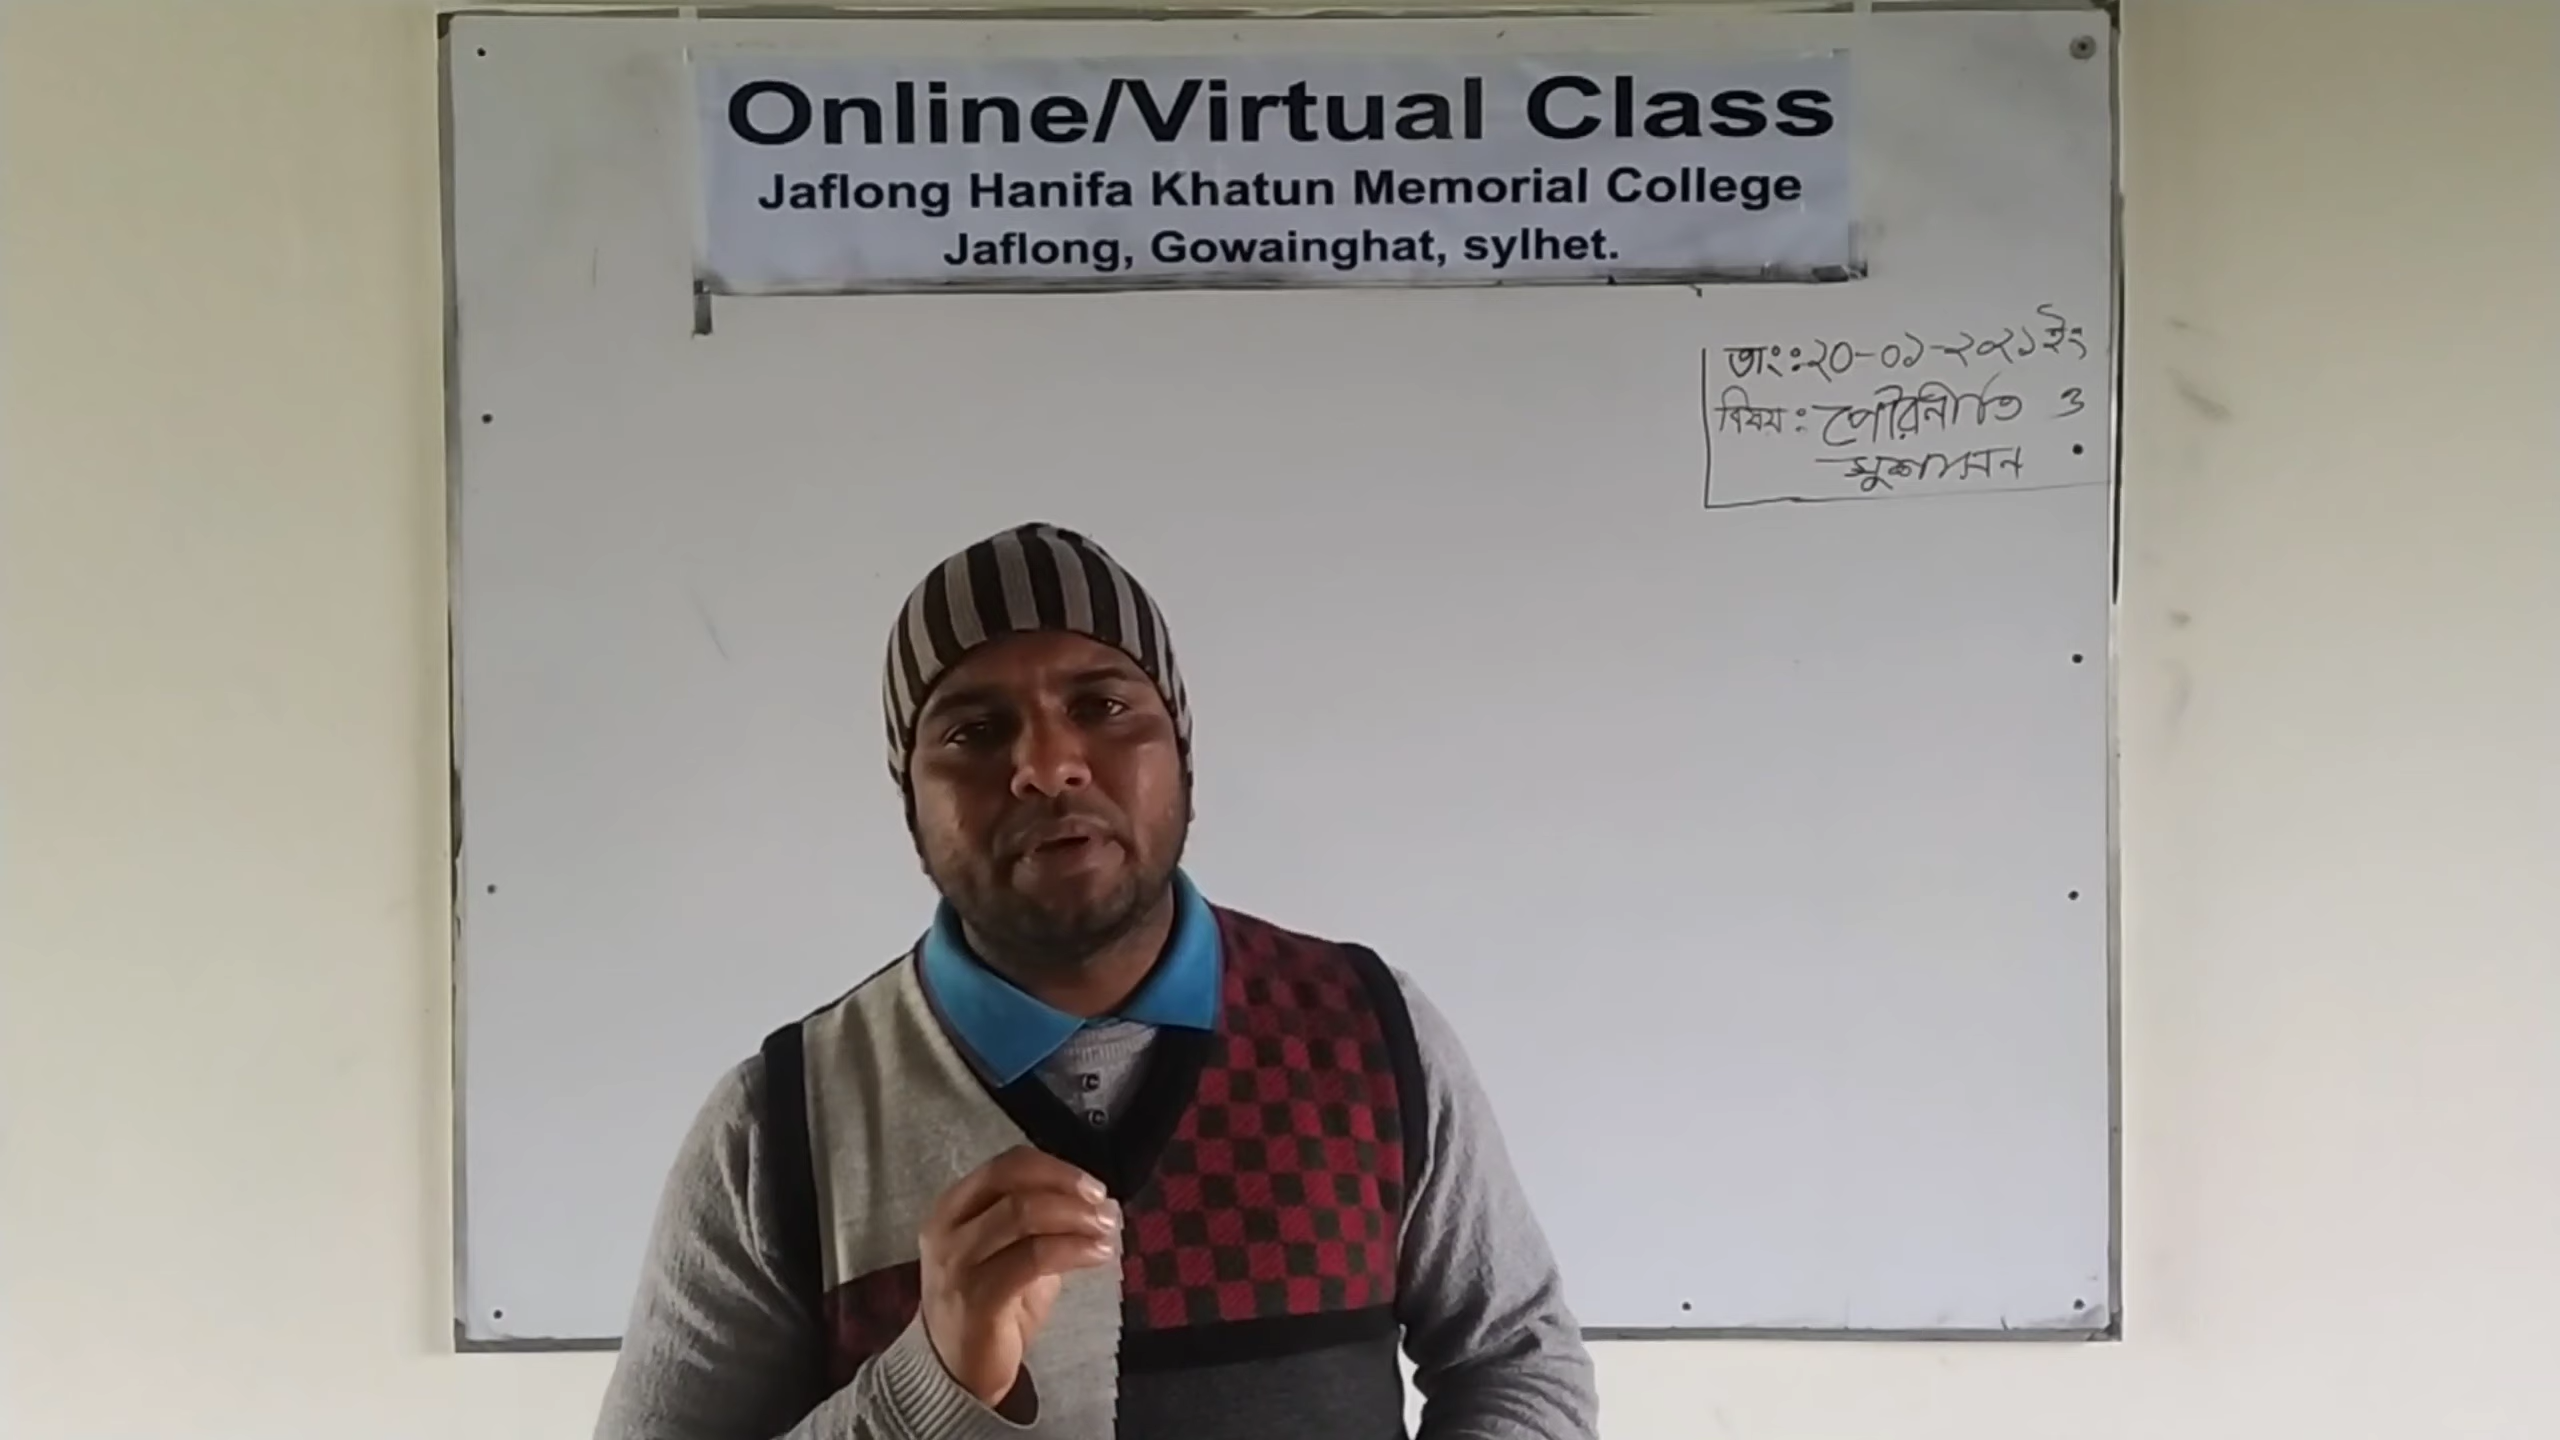 Online/Virtual Class
Jaflong Hanifa Khatun Memorial College
Jaflong, Gowainghat, sylhet.
তাং:২০-০১-২০২১ইং
বিষয়: পৌরনীতি ও
সুশাসন